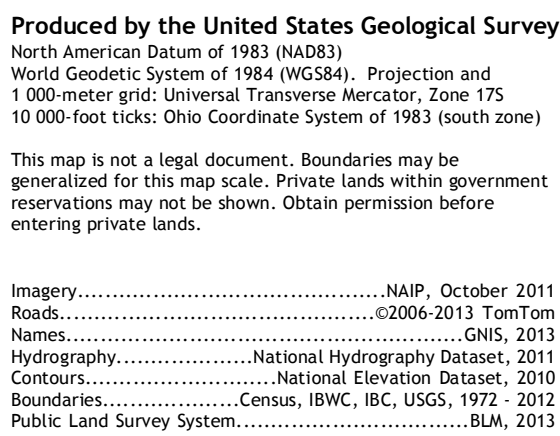 Produced by the United States Geological Survey
North American Datum of 1983 (NAD83)
World Geodetic System of 1984 (WGS84).  Projection and
1 000-meter grid: Universal Transverse Mercator, Zone 17S
10 000-foot ticks: Ohio Coordinate System of 1983 (south zone)
This map is not a legal document. Boundaries may be
generalized for this map scale. Private lands within government
reservations may not be shown. Obtain permission before
entering private lands.
Imagery.............................................NAIP, October 2011
Roads..............................................©2006-2013 TomTom
Names............................................................GNIS, 2013
Hydrography....................National Hydrography Dataset, 2011
Contours............................National Elevation Dataset, 2010
Boundaries....................Census, IBWC, IBC, USGS, 1972 - 2012
Public Land Survey System..................................BLM, 2013